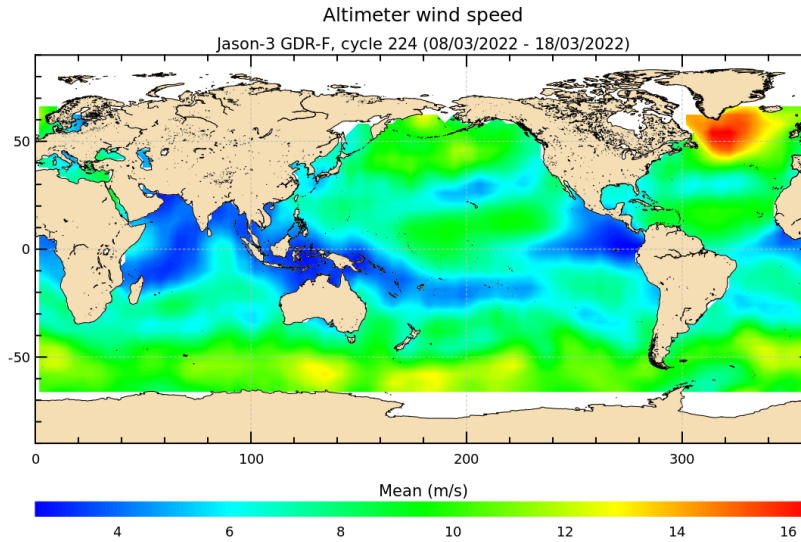 Altimeter wind speed
Jason-3 GDR-F, cycle 224 (08/03/2022 - 18/03/2022)
50
0
-50
0 100 200 300
Mean (m/s)
4 6 8 10 12 14 16